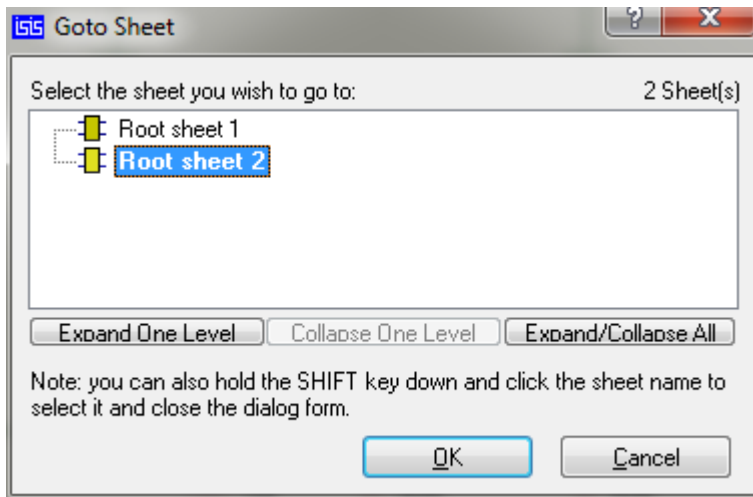 isis Goto Sheet
?
X
Select the sheet you wish to go to: 2 Sheet(s)
Root sheet 1
Root sheet 2
Expand One Level Collapse One Level Expand/Collapse All
Note: you can also hold the SHIFT key down and click the sheet name to
select it and close the dialog form.
OK Cancel